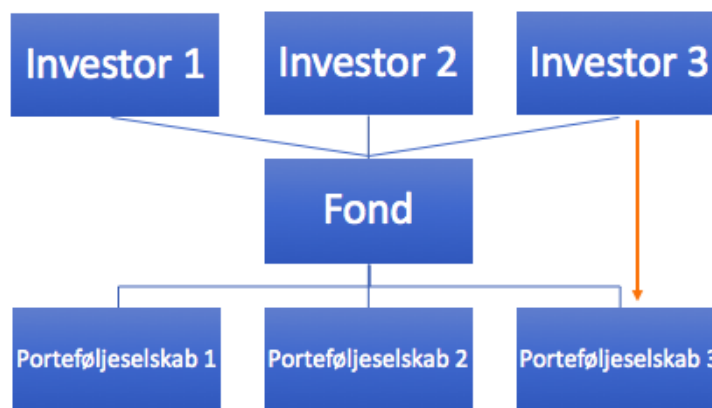 Investor 1
Investor 2
Investor 3
Fond
Porteføljeselskab 1
Porteføljeselskab 2
Porteføljeselskab 3